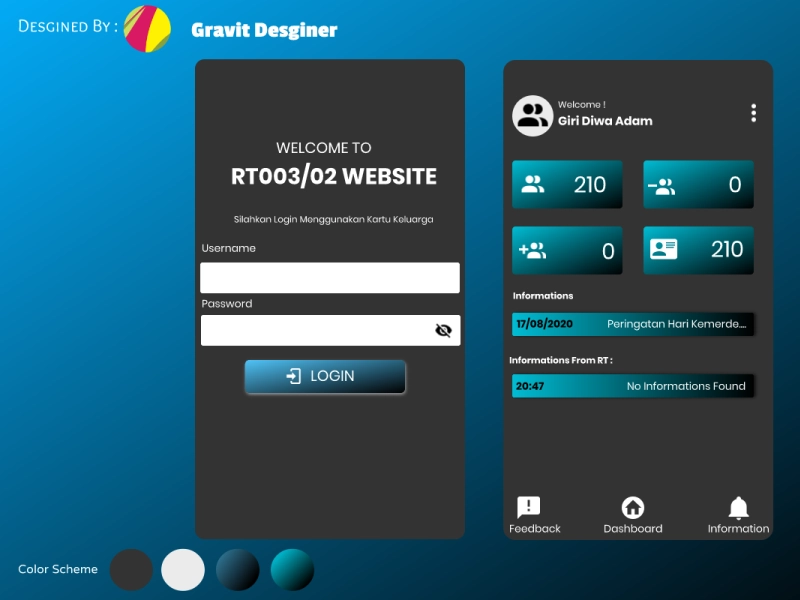 Desgined By :
Gravit Desginer
WELCOME TO
RT003/02 WEBSITE
Silahkan Login Menggunakan Kartu Keluarga
Username
Password
LOGIN
Welcome !
Giri Diwa Adam
210
0
0
210
Informations
17/08/2020 Peringatan Hari Kemerde...
Informations From RT :
20:47 No Informations Found
Feedback Dashboard Information
Color Scheme